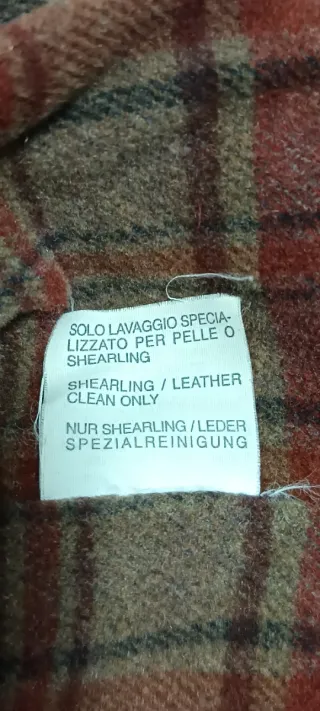 SOLO LAVAGGIO SPECIA-
LIZZATO PER PELLE O
SHEARLING
SHEARLING / LEATHER
CLEAN ONLY
NUR SHEARLING / LEDER
SPEZIALREINIGUNG